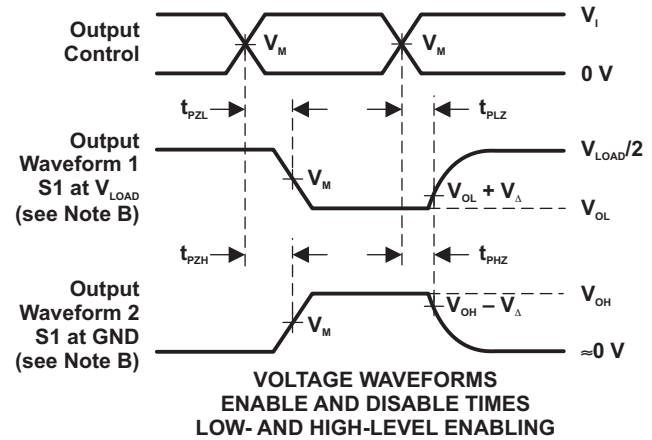 Output
Control
V_M
V_M
V_I
0 V
t_PZL
t_PLZ
Output
Waveform 1
S1 at V_LOAD
(see Note B)
V_M
V_OL + V_Δ
V_LOAD/2
V_OL
t_PZH
t_PHZ
Output
Waveform 2
S1 at GND
(see Note B)
V_M
V_OH – V_Δ
V_OH
≈0 V
VOLTAGE WAVEFORMS
ENABLE AND DISABLE TIMES
LOW- AND HIGH-LEVEL ENABLING